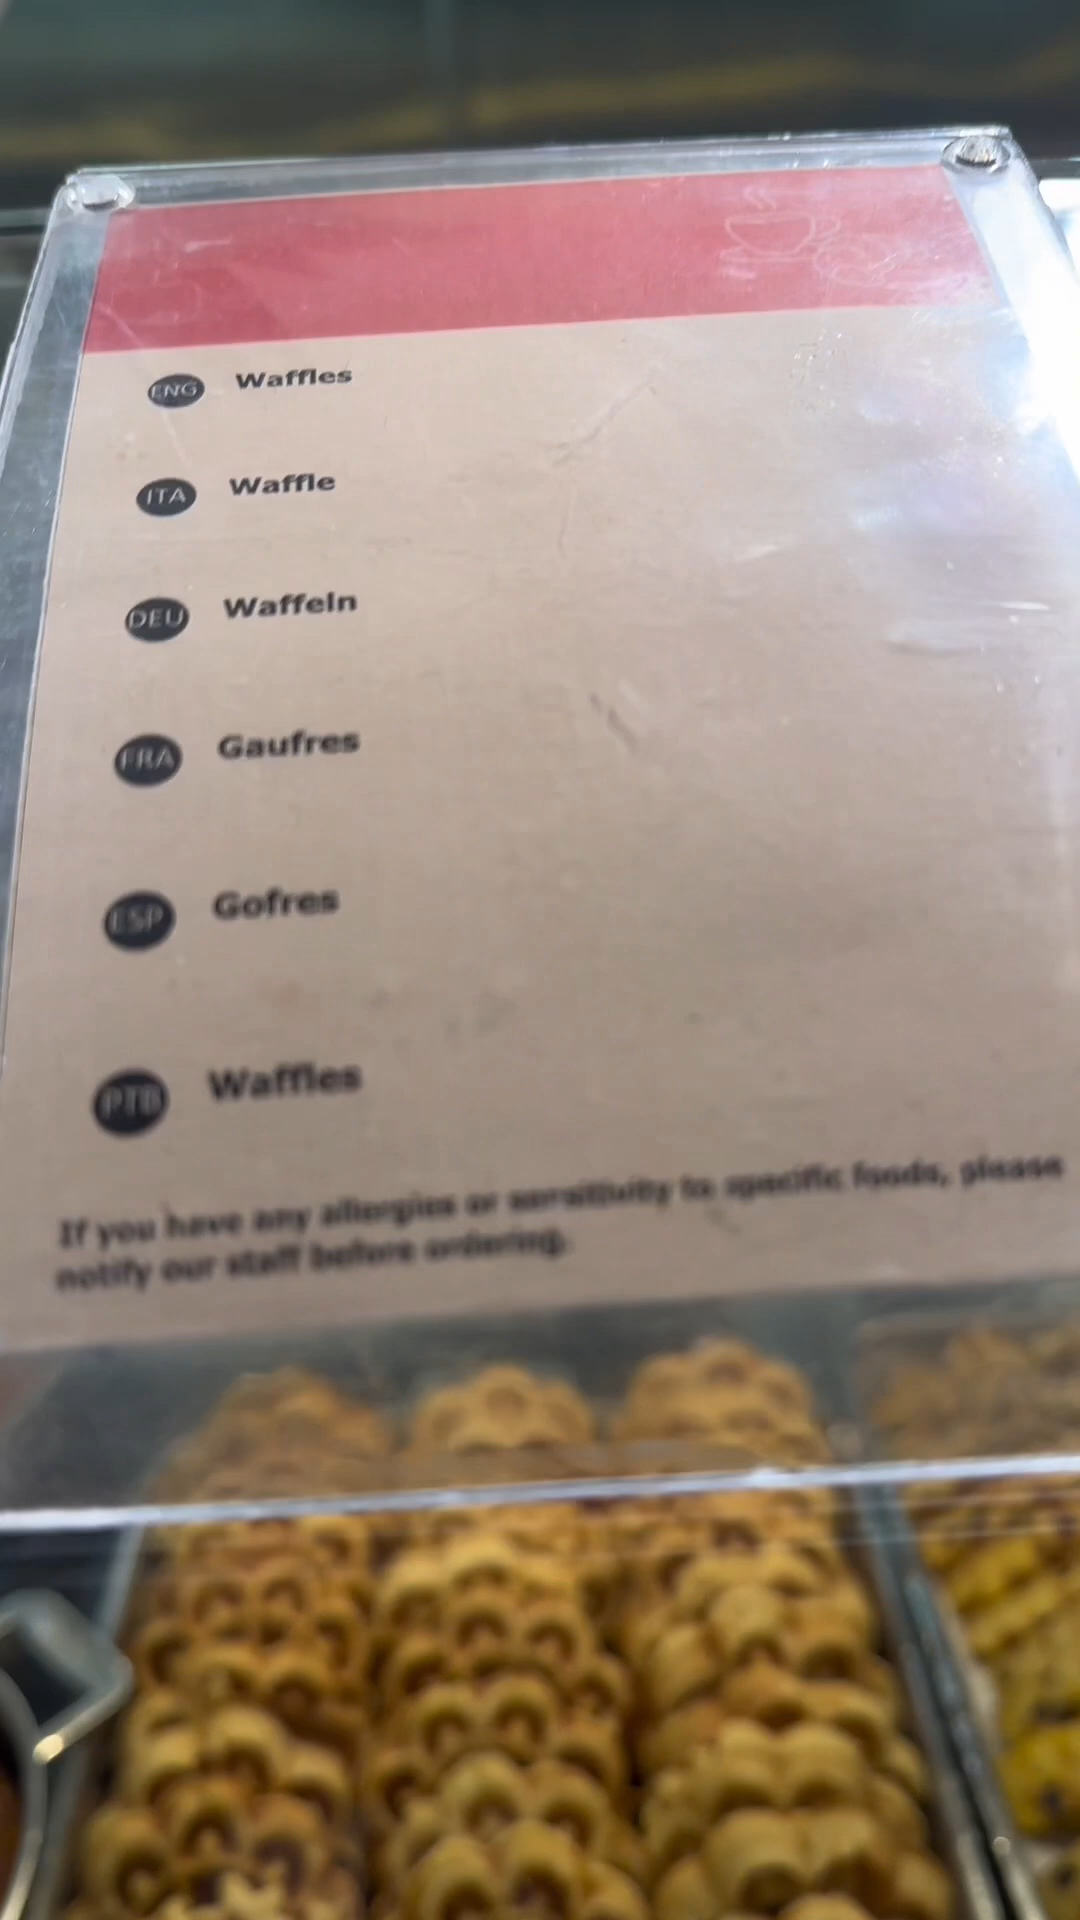 ENG Waffles
ITA Waffle
DEU Waffeln
FRA Gaufres
ESP Gofres
PTB Waffles
If you have any allergies or sensitivity to specific foods, please
notify our staff before ordering.